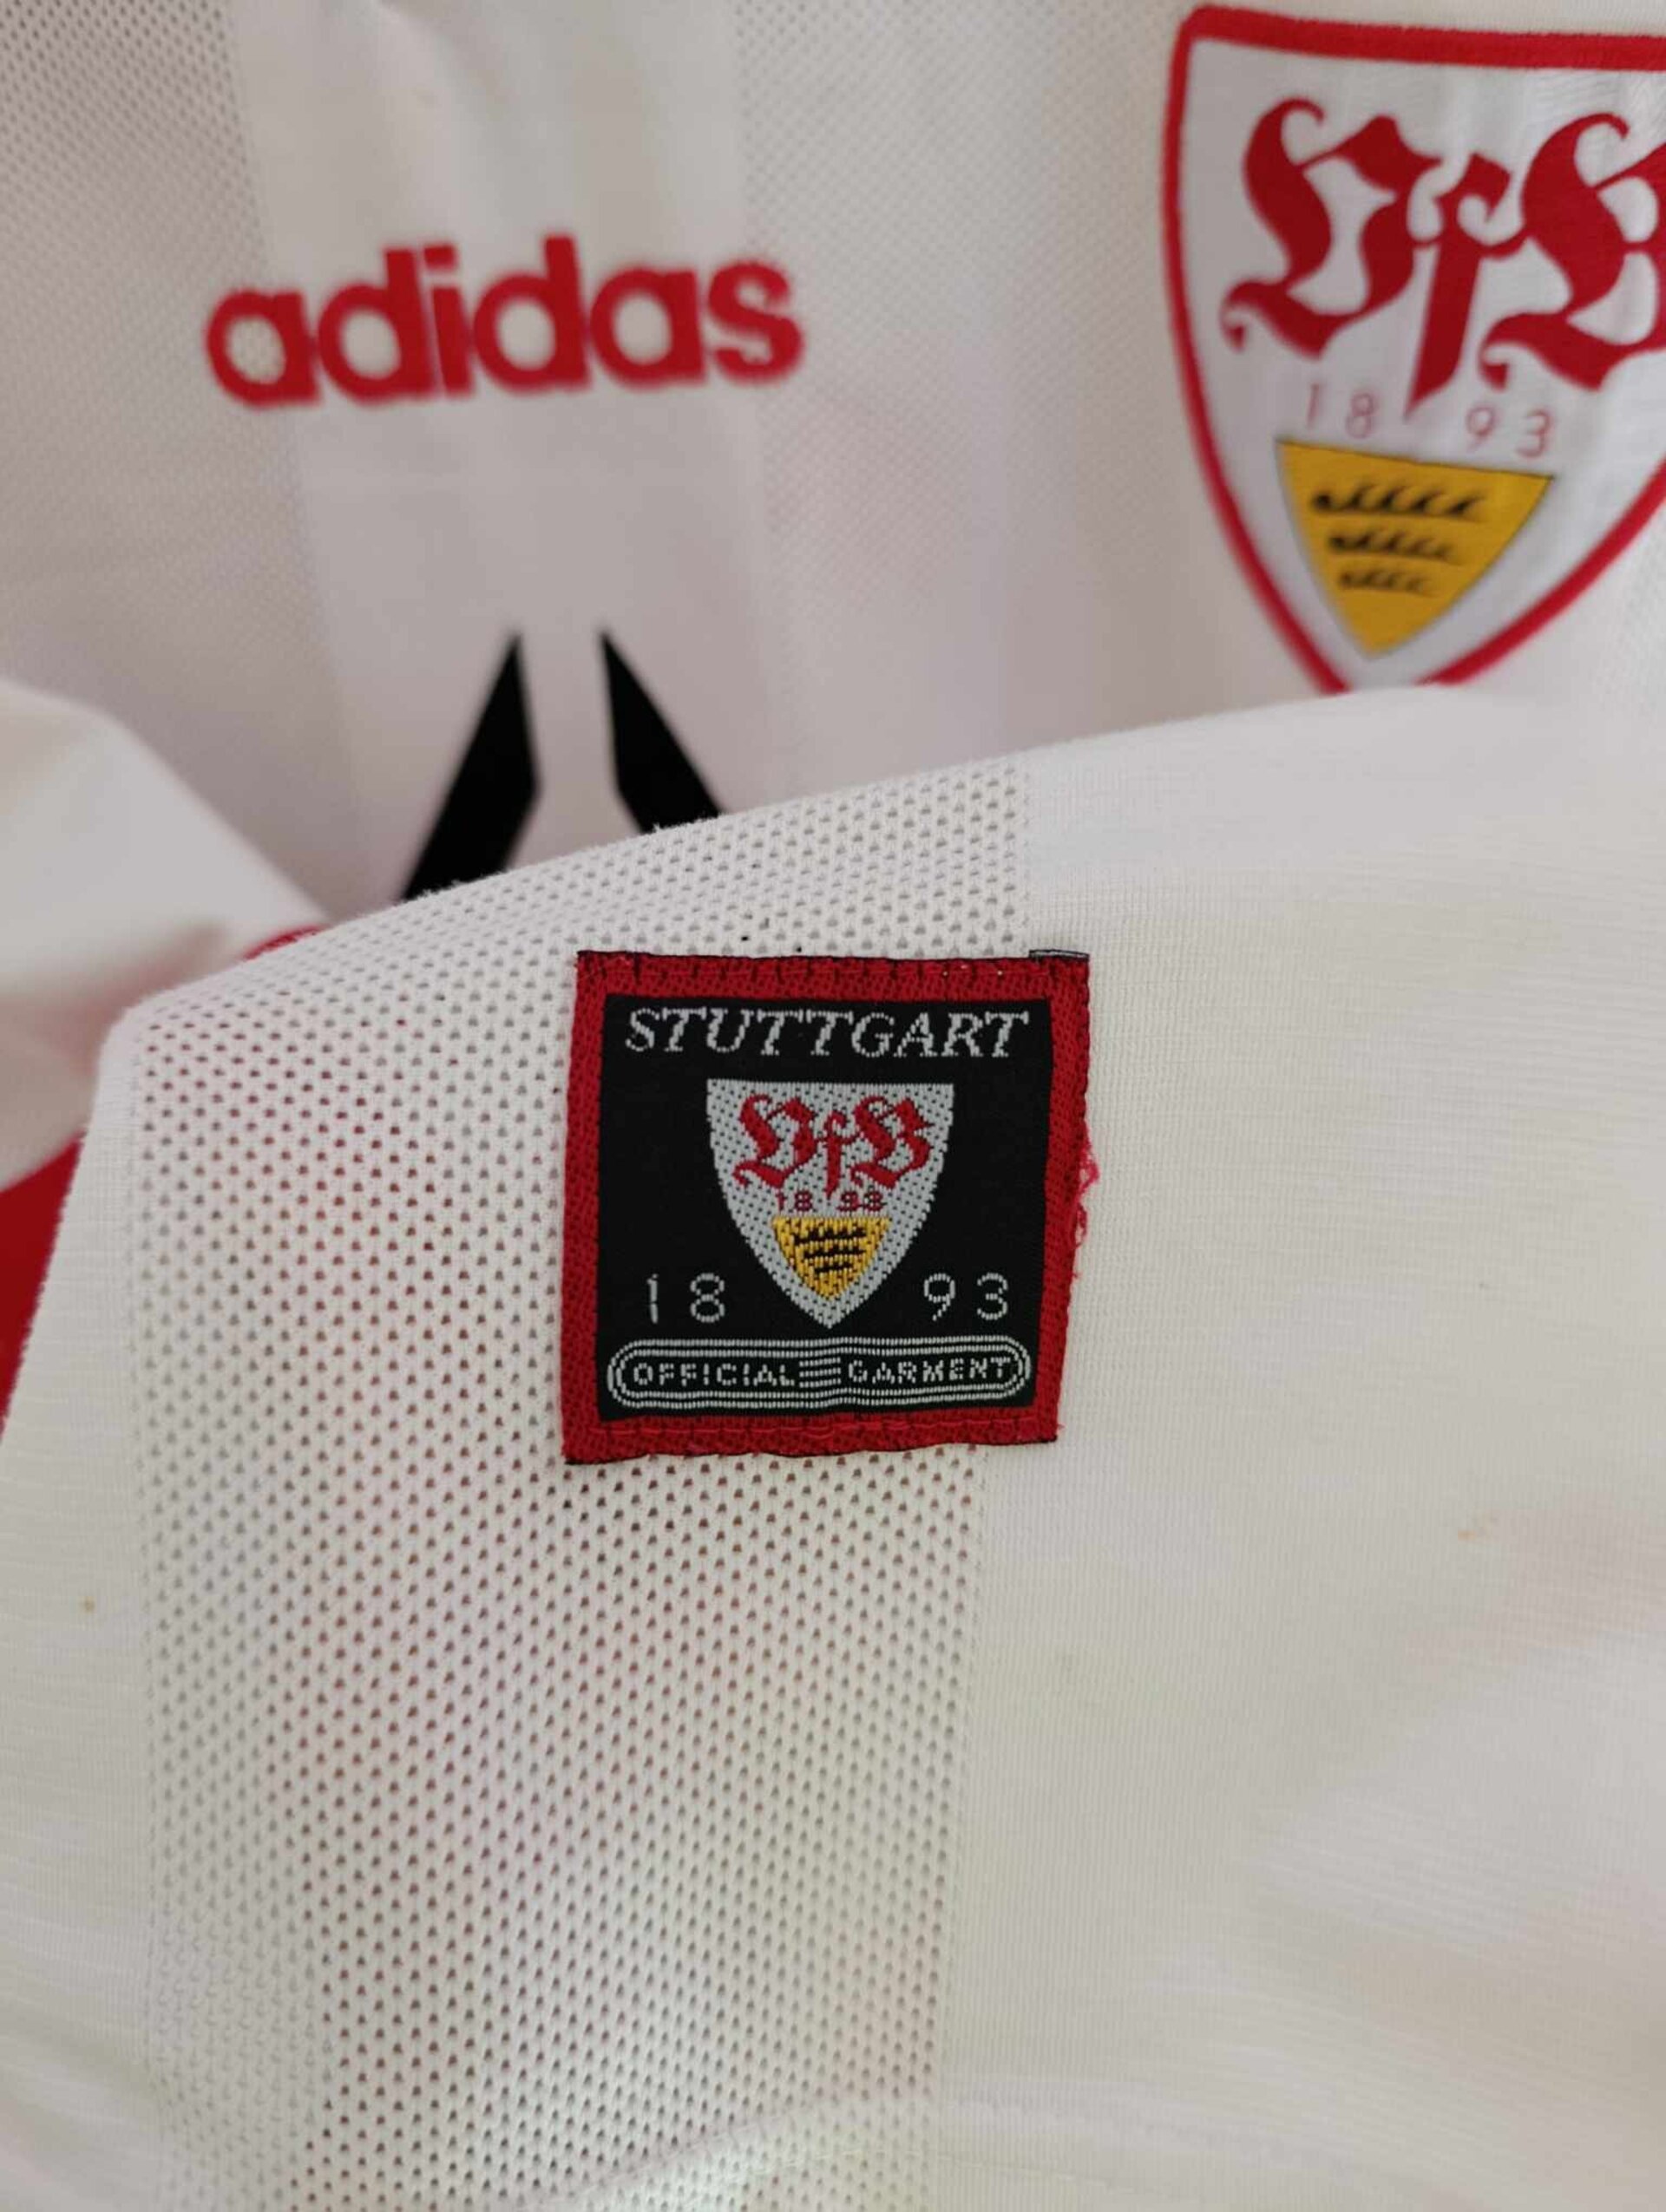 adidas
VfB
18 93
STUTTGART
VfB
18 93
18 93
OFFICIAL GARMENT